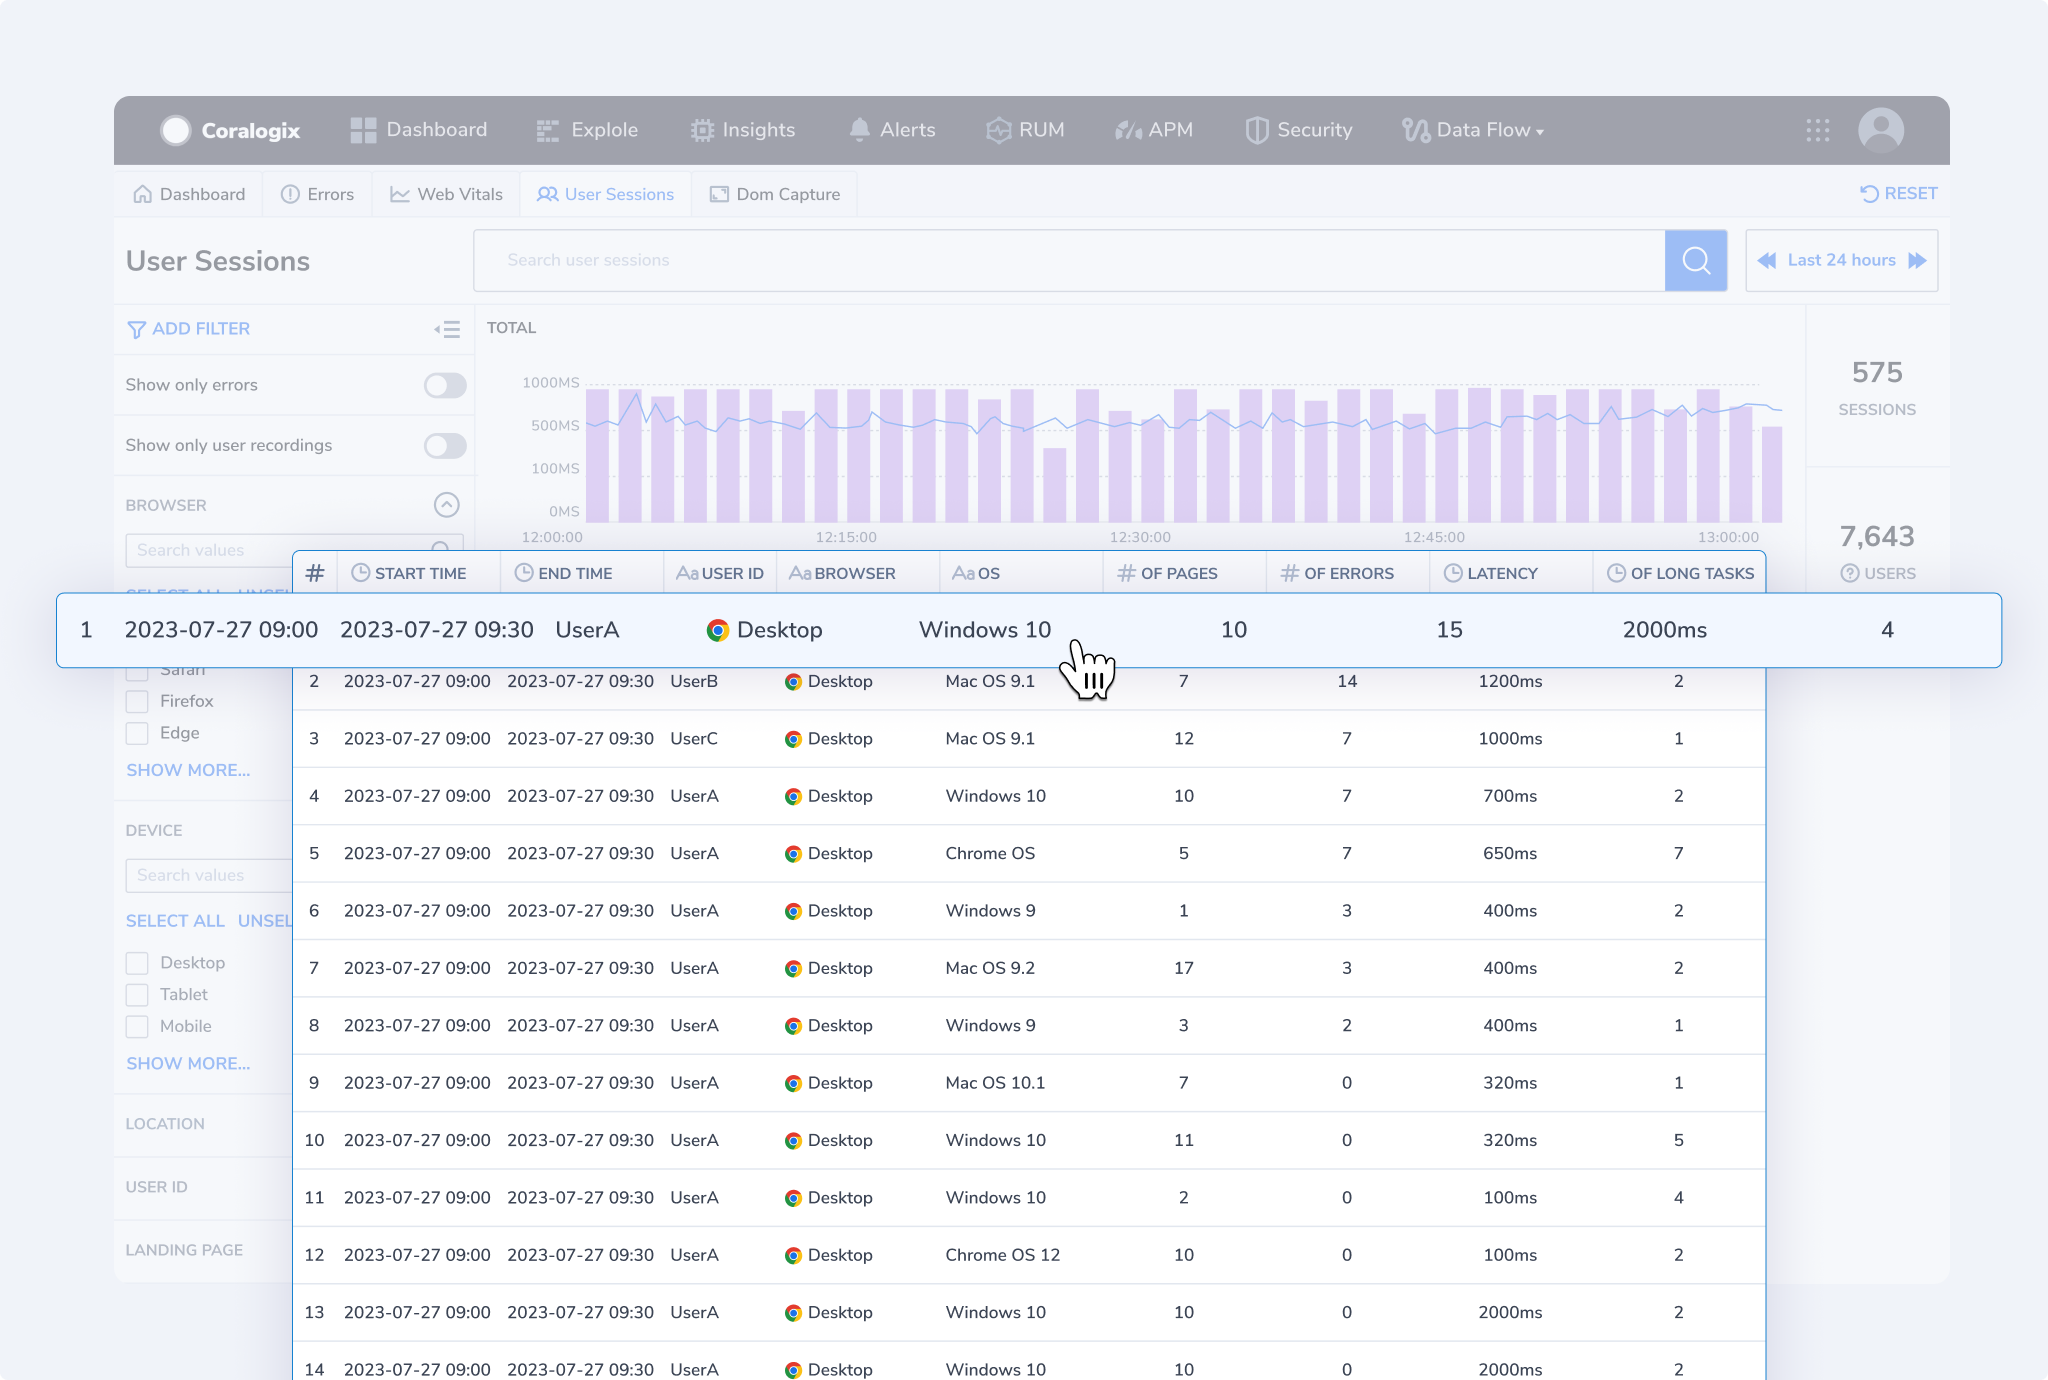 Coralogix Dashboard Explole Insights Alerts RUM APM Security Data Flow
Dashboard Errors Web Vitals User Sessions Dom Capture RESET
User Sessions Search user sessions Last 24 hours
ADD FILTER
Show only errors
Show only user recordings
BROWSER
Search values
TOTAL
1000MS
500MS
100MS
0MS
12:00:00 12:15:00 12:30:00 12:45:00 13:00:00
575
SESSIONS
7,643
USERS
# START TIME END TIME Aa USER ID Aa BROWSER Aa OS # OF PAGES # OF ERRORS LATENCY OF LONG TASKS
1 2023-07-27 09:00 2023-07-27 09:30 UserA Desktop Windows 10 10 15 2000ms 4
2 2023-07-27 09:00 2023-07-27 09:30 UserB Desktop Mac OS 9.1 7 14 1200ms 2
3 2023-07-27 09:00 2023-07-27 09:30 UserC Desktop Mac OS 9.1 12 7 1000ms 1
4 2023-07-27 09:00 2023-07-27 09:30 UserA Desktop Windows 10 10 7 700ms 2
5 2023-07-27 09:00 2023-07-27 09:30 UserA Desktop Chrome OS 5 7 650ms 7
6 2023-07-27 09:00 2023-07-27 09:30 UserA Desktop Windows 9 1 3 400ms 2
7 2023-07-27 09:00 2023-07-27 09:30 UserA Desktop Mac OS 9.2 17 3 400ms 2
8 2023-07-27 09:00 2023-07-27 09:30 UserA Desktop Windows 9 3 2 400ms 1
9 2023-07-27 09:00 2023-07-27 09:30 UserA Desktop Mac OS 10.1 7 0 320ms 1
10 2023-07-27 09:00 2023-07-27 09:30 UserA Desktop Windows 10 11 0 320ms 5
11 2023-07-27 09:00 2023-07-27 09:30 UserA Desktop Windows 10 2 0 100ms 4
12 2023-07-27 09:00 2023-07-27 09:30 UserA Desktop Chrome OS 12 10 0 100ms 2
13 2023-07-27 09:00 2023-07-27 09:30 UserA Desktop Windows 10 10 0 2000ms 2
14 2023-07-27 09:00 2023-07-27 09:30 UserA Desktop Windows 10 10 0 2000ms 2
Safari
Firefox
Edge
SHOW MORE...
DEVICE
Search values
SELECT ALL UNSEL
Desktop
Tablet
Mobile
SHOW MORE...
LOCATION
USER ID
LANDING PAGE